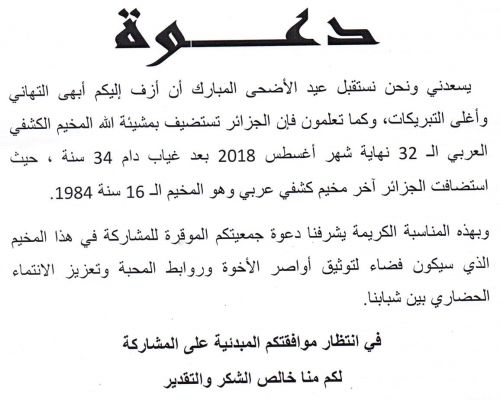 دعـــوة
يسعدني ونحن نستقبل عيد الأضحى المبارك أن أزف إليكم أبهى التهاني
وأغلى التبريكات، وكما تعلمون فإن الجزائر تستضيف بمشيئة الله المخيم الكشفي
العربي الـ 32 نهاية شهر أغسطس 2018 بعد غياب دام 34 سنة ، حيث
استضافت الجزائر آخر مخيم كشفي عربي وهو المخيم الـ 16 سنة 1984.
وبهذه المناسبة الكريمة يشرفنا دعوة جمعيتكم الموقرة للمشاركة في هذا المخيم
الذي سيكون فضاء لتوثيق أواصر الأخوة وروابط المحبة وتعزيز الانتماء
الحضاري بين شبابنا.
في انتظار موافقتكم المبدئية على المشاركة
لكم منا خالص الشكر والتقدير